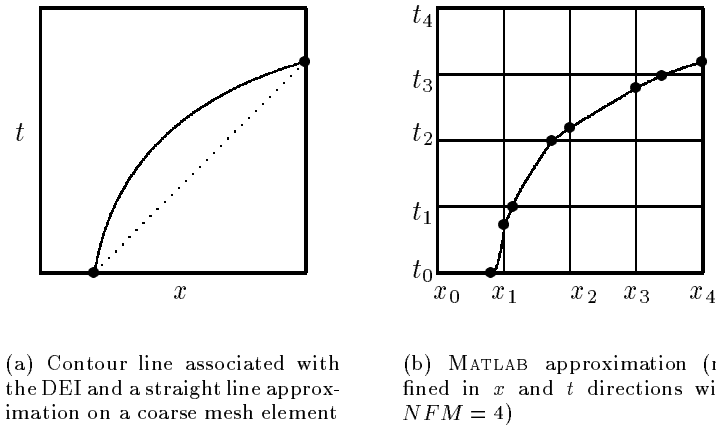 t
x
t4
t3
t2
t1
t0
x0 x1 x2 x3 x4
(a) Contour line associated with
the DEI and a straight line approx-
imation on a coarse mesh element
(b) MATLAB approximation (r
fined in x and t directions wi
NFM = 4)